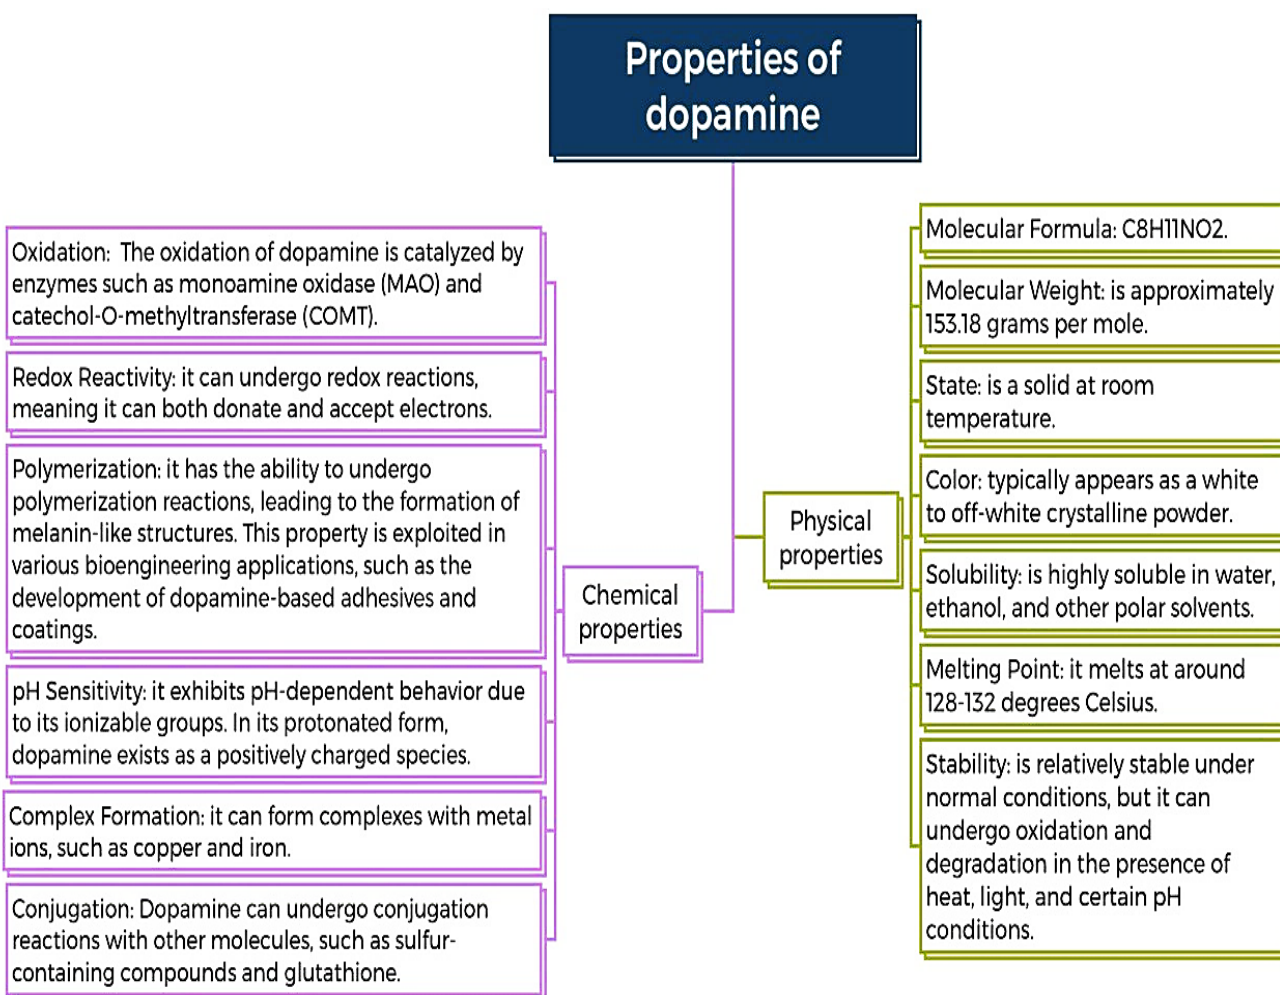 Properties of
dopamine
Oxidation:  The oxidation of dopamine is catalyzed by
enzymes such as monoamine oxidase (MAO) and
catechol-O-methyltransferase (COMT).
Redox Reactivity: it can undergo redox reactions,
meaning it can both donate and accept electrons.
Polymerization: it has the ability to undergo
polymerization reactions, leading to the formation of
melanin-like structures. This property is exploited in
various bioengineering applications, such as the
development of dopamine-based adhesives and
coatings.
pH Sensitivity: it exhibits pH-dependent behavior due
to its ionizable groups. In its protonated form,
dopamine exists as a positively charged species.
Complex Formation: it can form complexes with metal
ions, such as copper and iron.
Conjugation: Dopamine can undergo conjugation
reactions with other molecules, such as sulfur-
containing compounds and glutathione.
Chemical
properties
Physical
properties
Molecular Formula: C8H11NO2.
Molecular Weight: is approximately
153.18 grams per mole.
State: is a solid at room
temperature.
Color: typically appears as a white
to off-white crystalline powder.
Solubility: is highly soluble in water,
ethanol, and other polar solvents.
Melting Point: it melts at around
128-132 degrees Celsius.
Stability: is relatively stable under
normal conditions, but it can
undergo oxidation and
degradation in the presence of
heat, light, and certain pH
conditions.